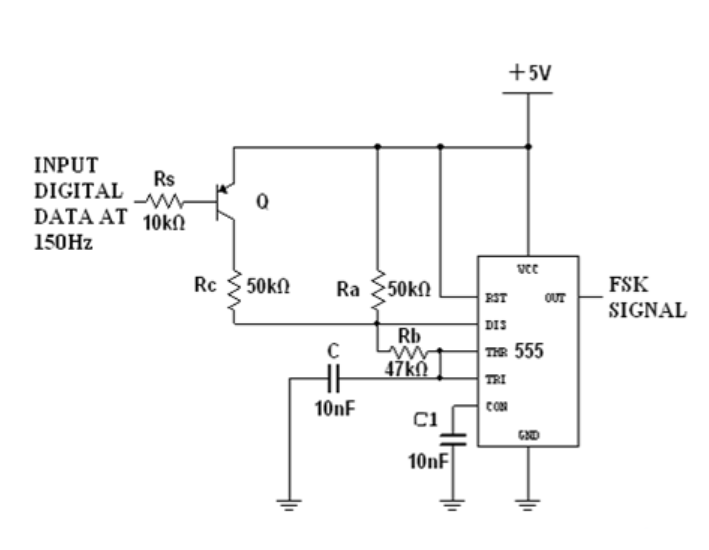 +5V
INPUT
DIGITAL
DATA AT
150Hz
Rs
10kΩ
Q
Rc 50kΩ
Ra 50kΩ
VCC
RST OUT
FSK
SIGNAL
DIS
Rb
47kΩ
THR 555
C
10nF
TRI
CON
C1
10nF
GND